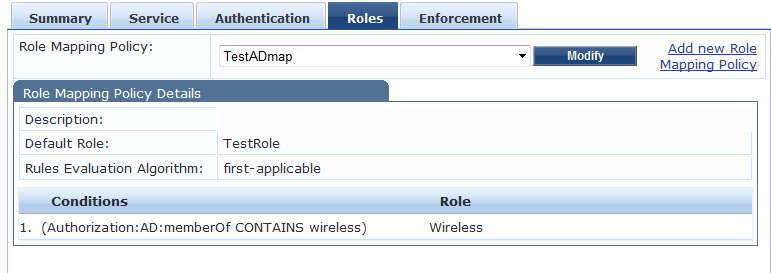 Summary Service Authentication Roles Enforcement
Role Mapping Policy: TestADmap Modify Add new Role
Mapping Policy
Role Mapping Policy Details
Description:
Default Role: TestRole
Rules Evaluation Algorithm: first-applicable
Conditions Role
1. (Authorization:AD:memberOf CONTAINS wireless) Wireless